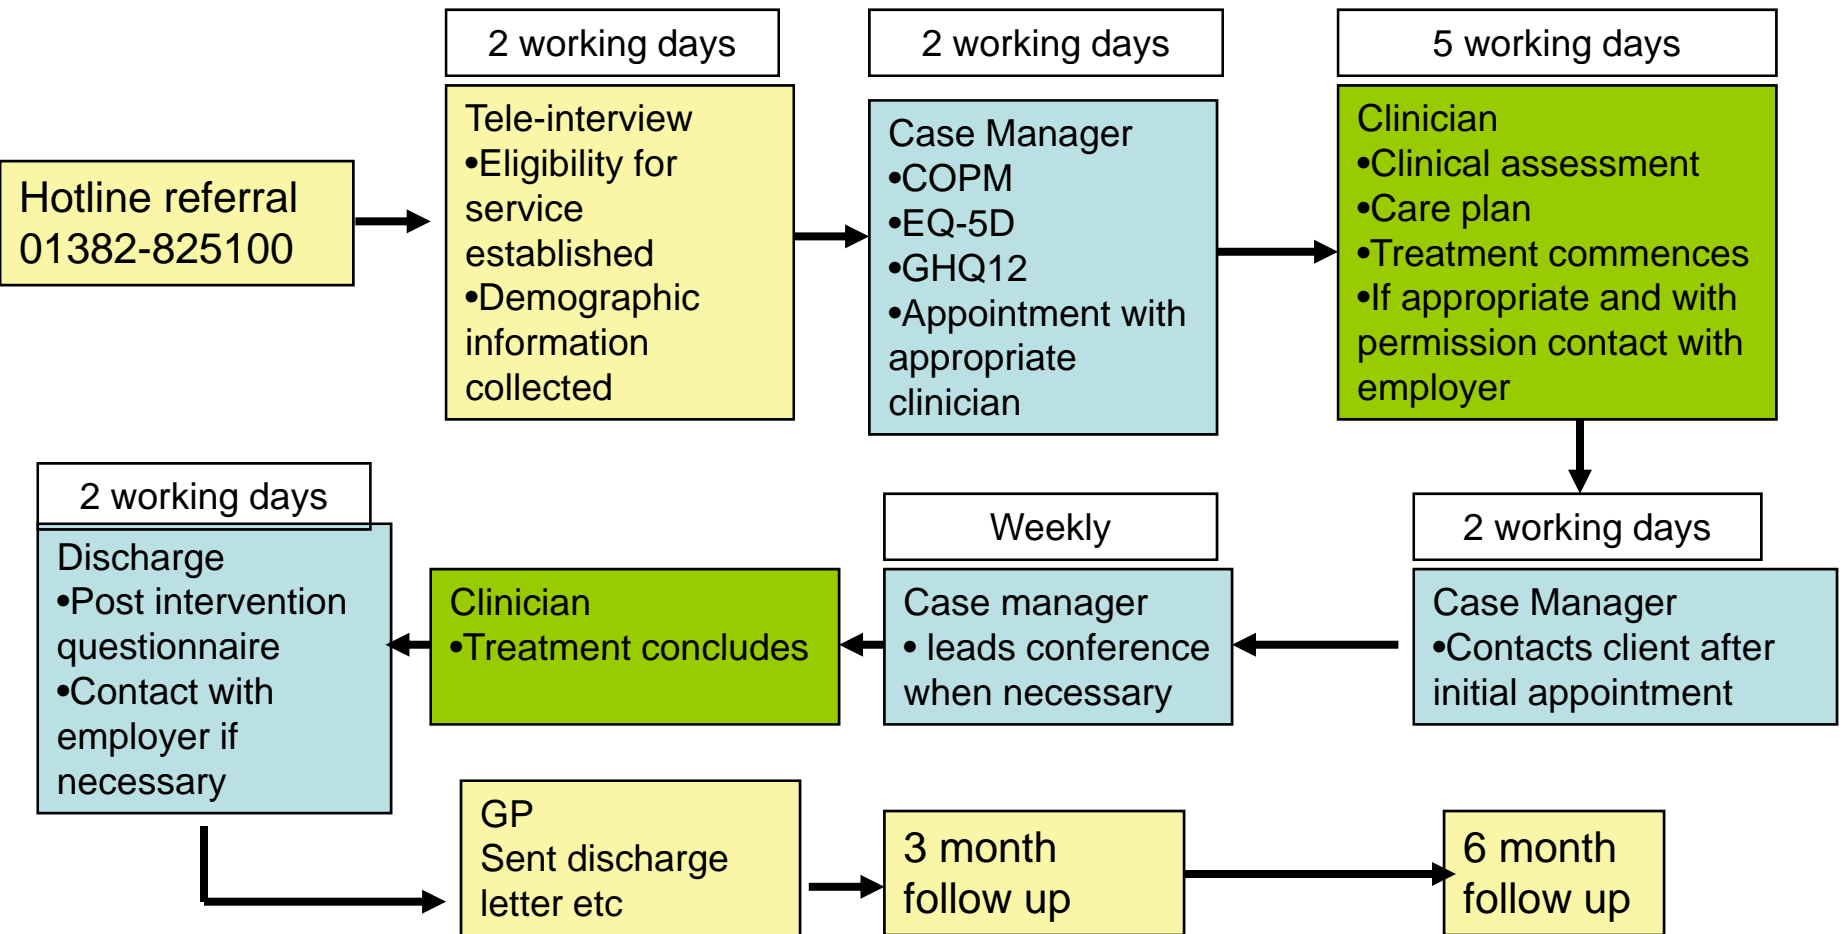 Hotline referral
01382-825100
2 working days
Tele-interview
•Eligibility for
service
established
•Demographic
information
collected
2 working days
Case Manager
•COPM
•EQ-5D
•GHQ12
•Appointment with
appropriate
clinician
5 working days
Clinician
•Clinical assessment
•Care plan
•Treatment commences
•If appropriate and with
permission contact with
employer
2 working days
Case Manager
•Contacts client after
initial appointment
Weekly
Case manager
• leads conference
when necessary
Clinician
•Treatment concludes
2 working days
Discharge
•Post intervention
questionnaire
•Contact with
employer if
necessary
GP
Sent discharge
letter etc
3 month
follow up
6 month
follow up